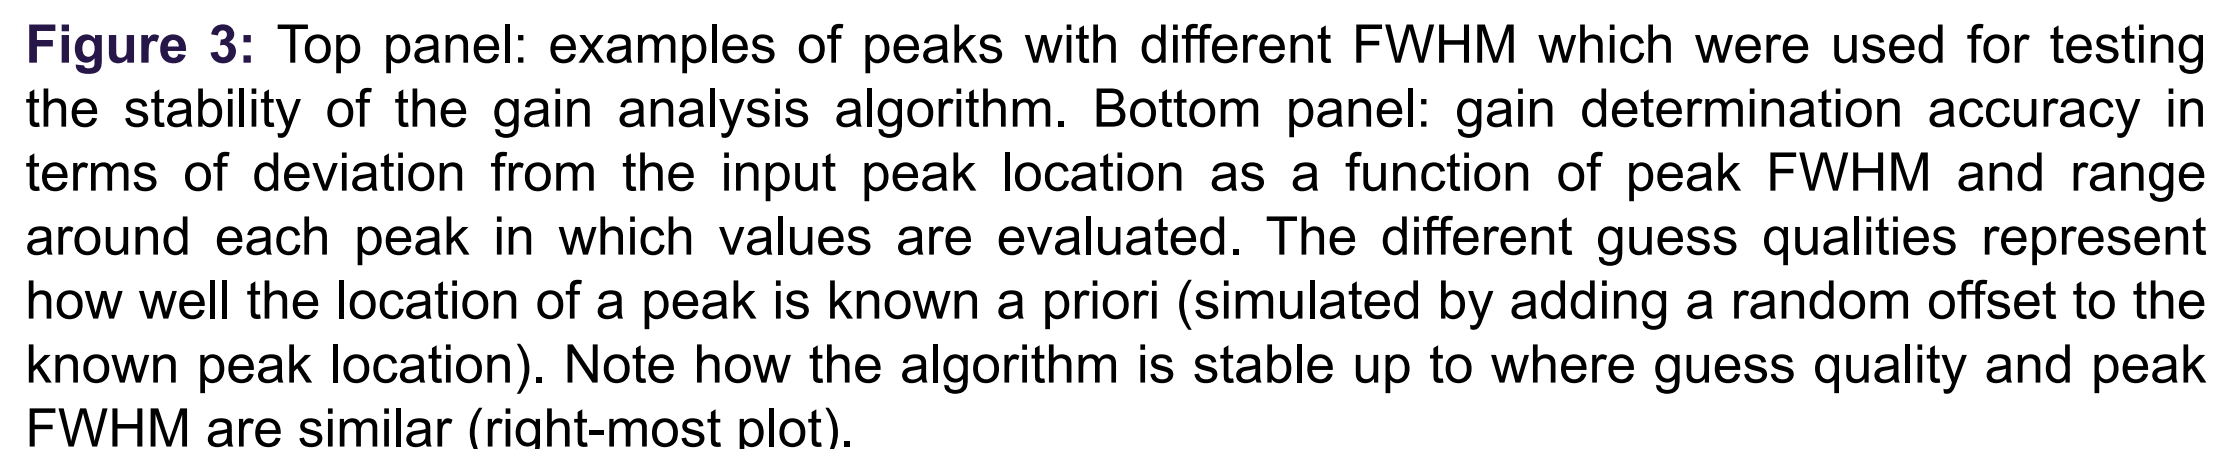 Figure 3: Top panel: examples of peaks with different FWHM which were used for testing
the stability of the gain analysis algorithm. Bottom panel: gain determination accuracy in
terms of deviation from the input peak location as a function of peak FWHM and range
around each peak in which values are evaluated. The different guess qualities represent
how well the location of a peak is known a priori (simulated by adding a random offset to the
known peak location). Note how the algorithm is stable up to where guess quality and peak
FWHM are similar (right-most plot).